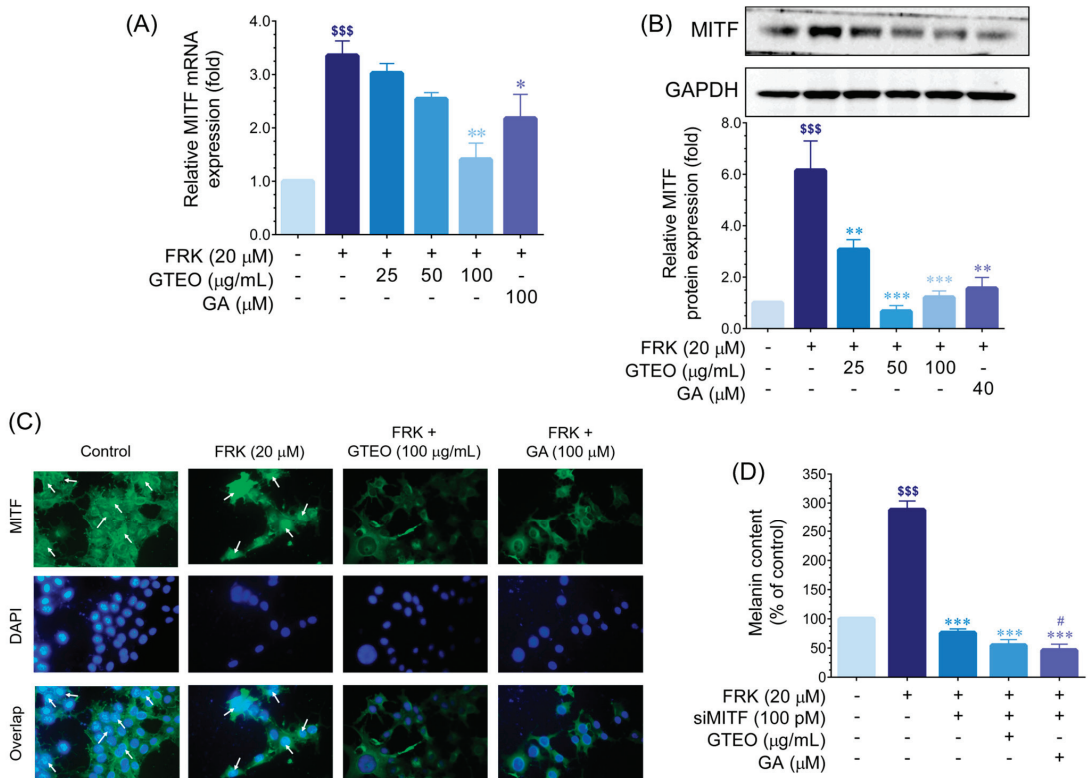 (A)
Relative MITF mRNA
expression (fold)
4.0
3.0
2.0
1.0
0.0
$$$
**
*
FRK (20 μM) - + + + + +
GTEO (μg/mL) - - 25 50 100 -
GA (μM) - - - - - 100
(B)
MITF
GAPDH
Relative MITF
protein expression (fold)
8.0
6.0
4.0
2.0
1.0
0.0
$$$
**
***
***
**
FRK (20 μM) - + + + + +
GTEO (μg/mL) - - 25 50 100 -
GA (μM) - - - - - 40
(C)
Control
FRK (20 μM)
FRK +
GTEO (100 μg/mL)
FRK +
GA (100 μM)
MITF
DAPI
Overlap
(D)
Melanin content
(% of control)
350
300
250
200
150
100
50
0
$$$
***
***
#
***
FRK (20 μM) - + + + +
siMITF (100 pM) - - + + +
GTEO (μg/mL) - - - + -
GA (μM) - - - - +